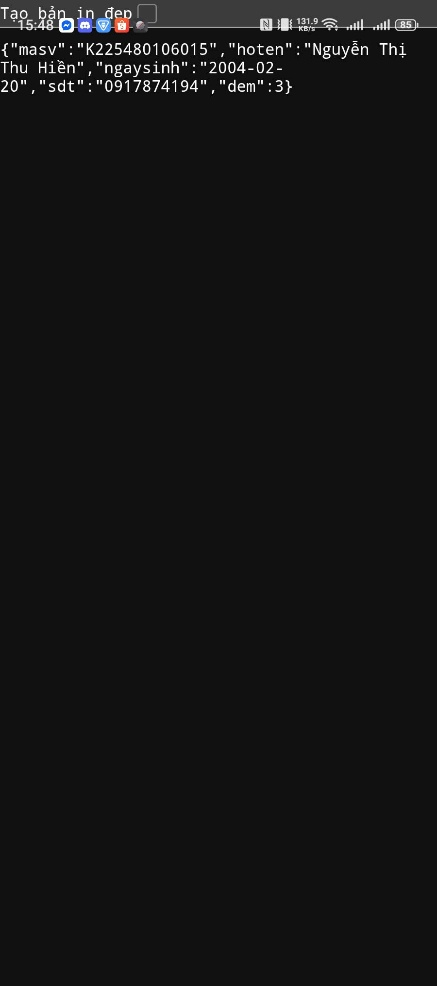 Tạo bản in đẹp
15:48
131.9
KB/s
85
{"masv":"K225480106015","hoten":"Nguyễn Thị
Thu Hiền","ngaysinh":"2004-02-
20","sdt":"0917874194","dem":3}